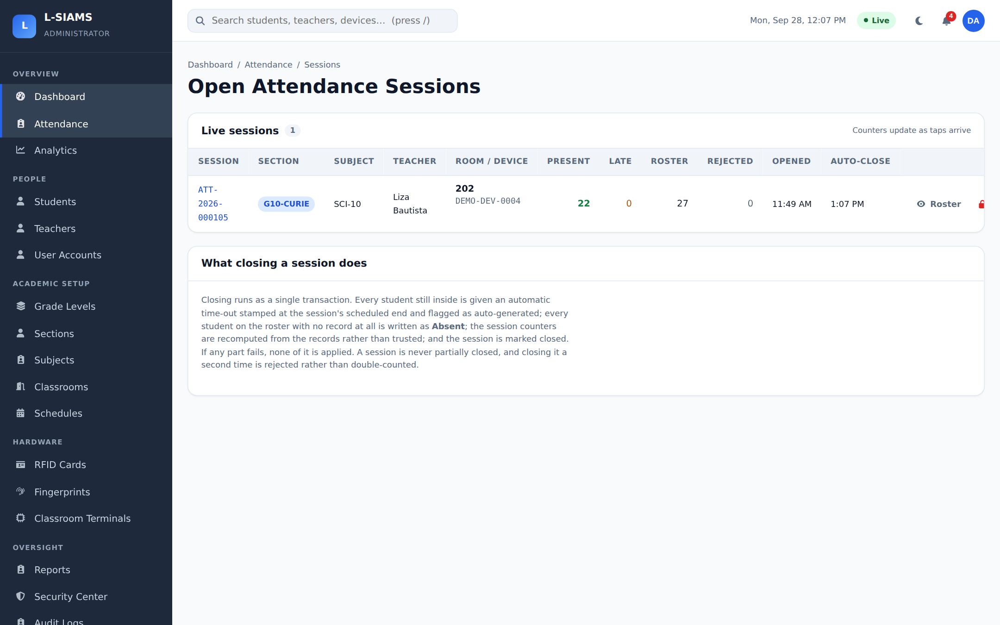 L
L-SIAMS
ADMINISTRATOR
OVERVIEW
Dashboard
Attendance
Analytics
PEOPLE
Students
Teachers
User Accounts
ACADEMIC SETUP
Grade Levels
Sections
Subjects
Classrooms
Schedules
HARDWARE
RFID Cards
Fingerprints
Classroom Terminals
OVERSIGHT
Reports
Security Center
Audit Logs
Search students, teachers, devices... (press /)
Mon, Sep 28, 12:07 PM
Live
4
DA
Dashboard / Attendance / Sessions
Open Attendance Sessions
Live sessions 1
Counters update as taps arrive
SESSION SECTION SUBJECT TEACHER ROOM / DEVICE PRESENT LATE ROSTER REJECTED OPENED AUTO-CLOSE
ATT-
2026-
000105
G10-CURIE
SCI-10
Liza
Bautista
202
DEMO-DEV-0004
22
0
27
0
11:49 AM
1:07 PM
Roster
What closing a session does
Closing runs as a single transaction. Every student still inside is given an automatic
time-out stamped at the session's scheduled end and flagged as auto-generated; every
student on the roster with no record at all is written as Absent; the session counters
are recomputed from the records rather than trusted; and the session is marked closed.
If any part fails, none of it is applied. A session is never partially closed, and closing it a
second time is rejected rather than double-counted.